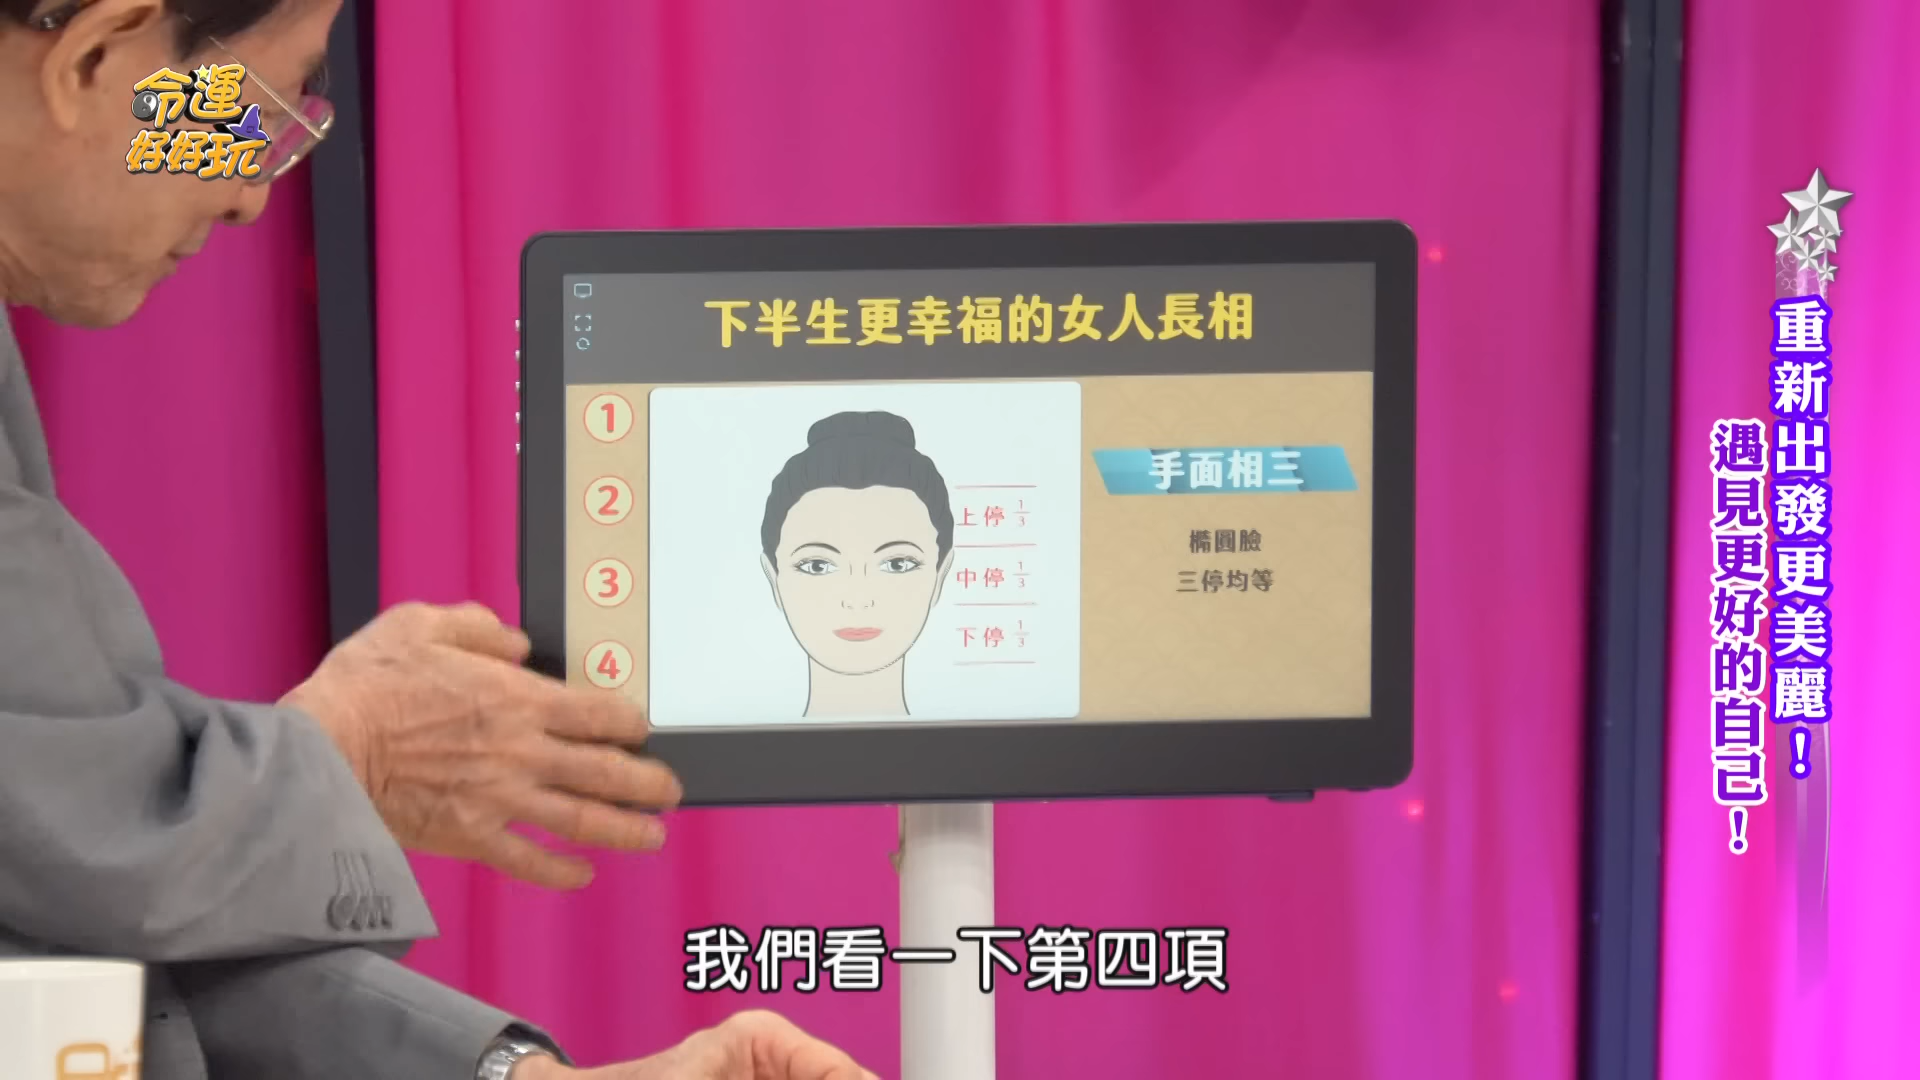 命運
好好玩
下半生更幸福的女人長相
1
2
3
4
上停 1/3
中停 1/3
下停 1/3
手面相三
橢圓臉
三停均等
重新出發更美麗！
遇見更好的自己！
我們看一下第四項